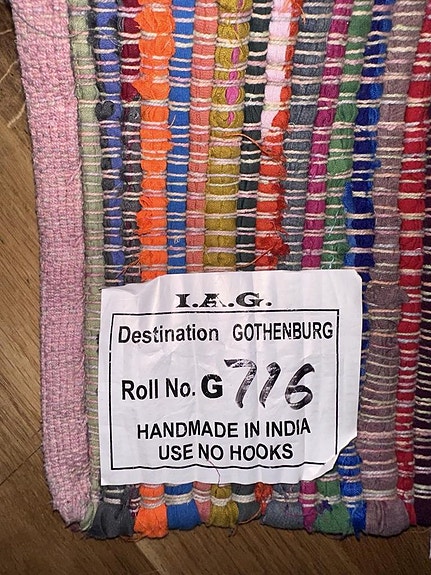 I.A.G.
Destination GOTHENBURG
Roll No. G 716
HANDMADE IN INDIA
USE NO HOOKS